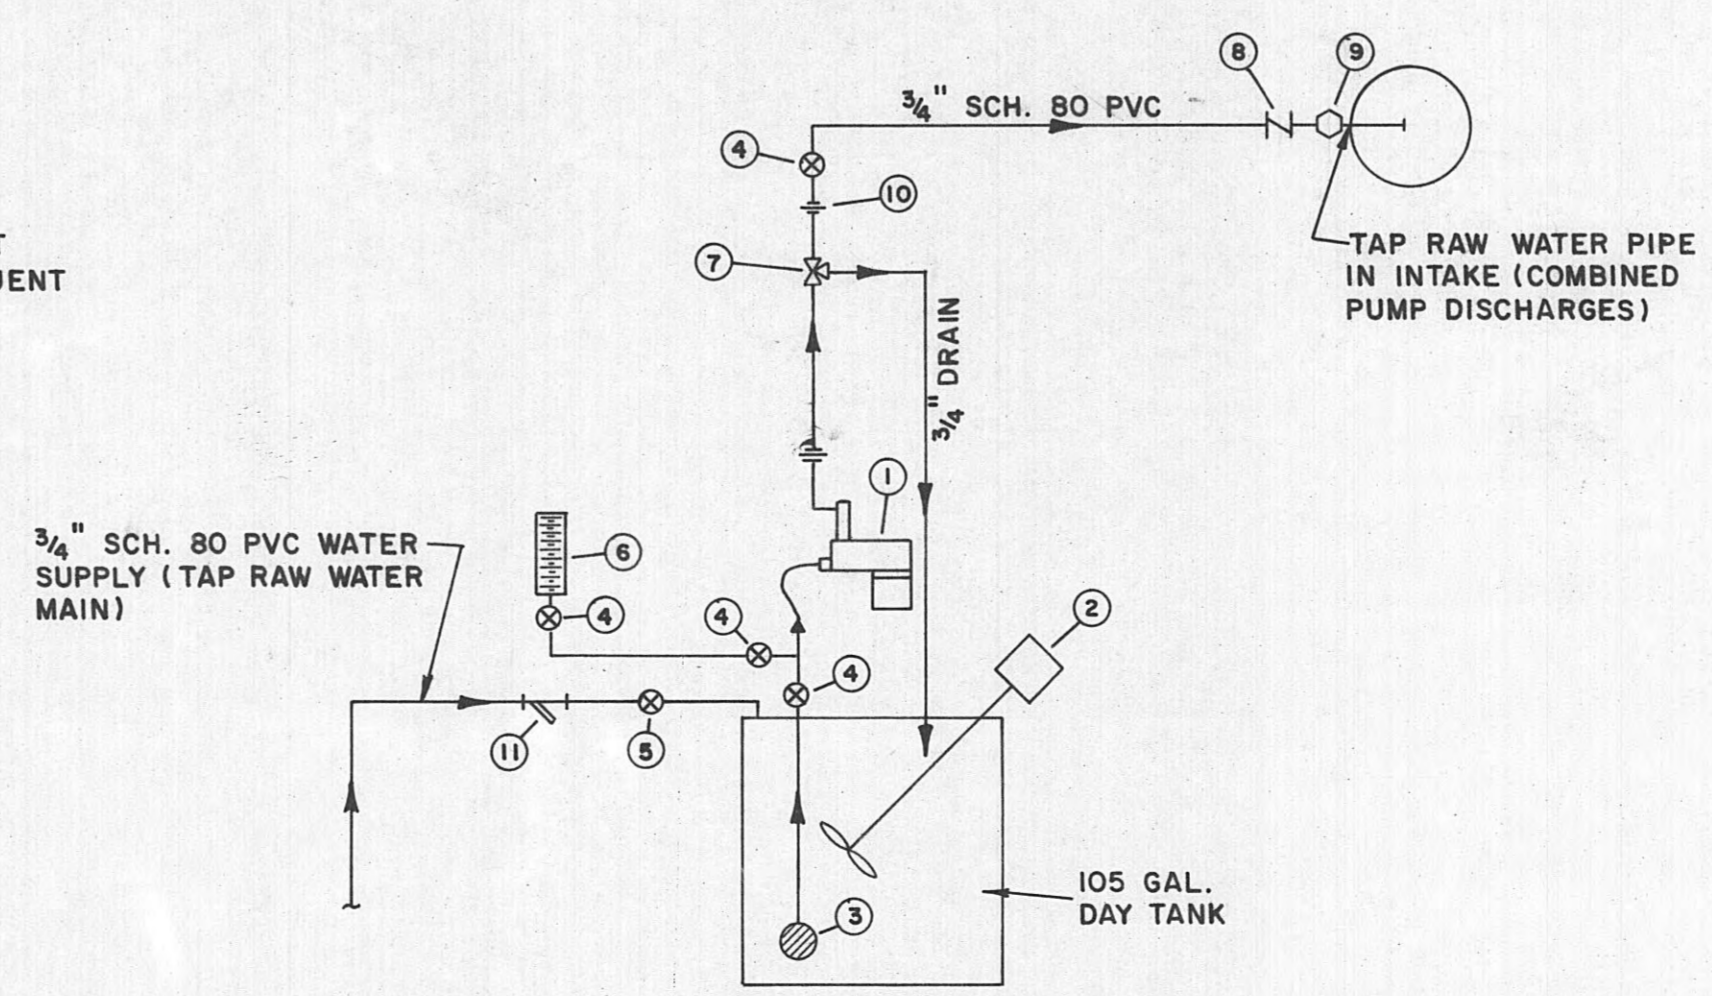 8
9
3/4" SCH. 80 PVC
4
10
TAP RAW WATER PIPE
IN INTAKE (COMBINED
PUMP DISCHARGES)
7
3/4" DRAIN
1
3/4" SCH. 80 PVC WATER
SUPPLY (TAP RAW WATER
MAIN)
6
4
4
2
4
11
5
105 GAL.
DAY TANK
3